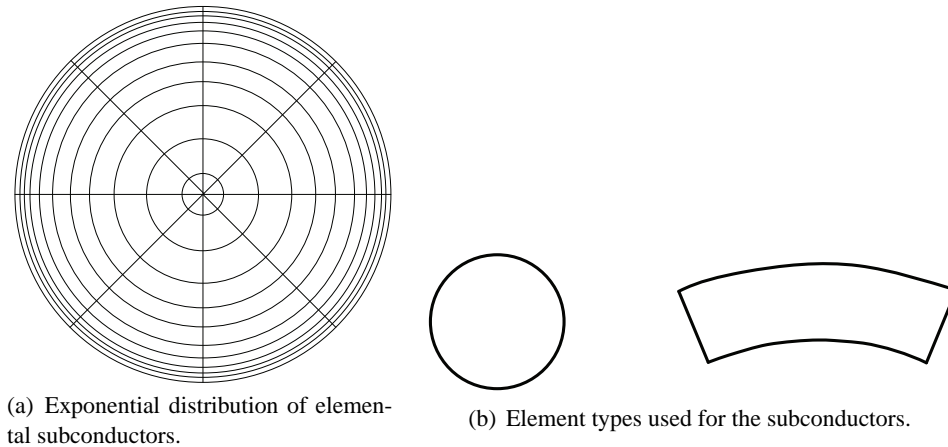 (a) Exponential distribution of elemen-
tal subconductors.
(b) Element types used for the subconductors.